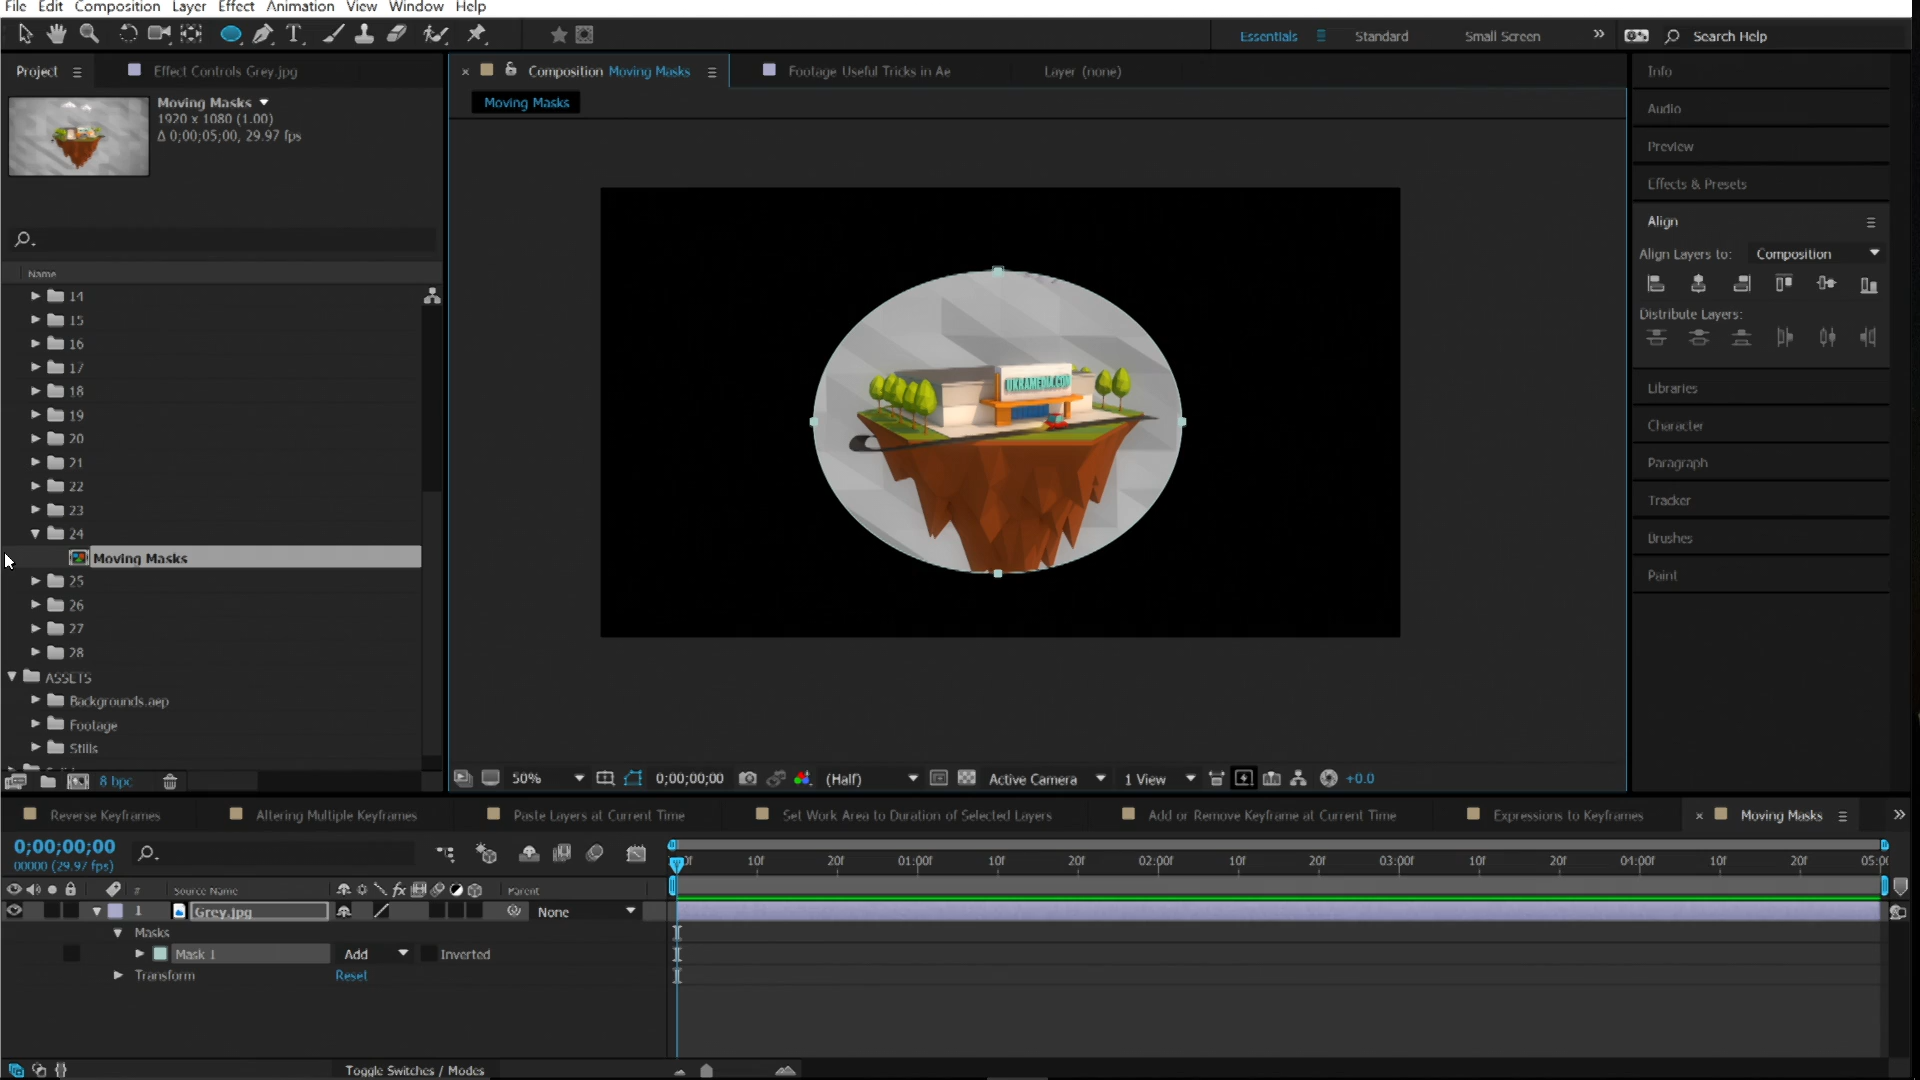 File Edit Composition Layer Effect Animation View Window Help
Essentials Standard Small Screen Search Help
Project Effect Controls Grey.jpg
Composition Moving Masks Footage Useful Tricks in Ae Layer (none)
Moving Masks
1920 x 1080 (1.00)
Δ 0;00;05;00, 29.97 fps
Moving Masks
Name
14
15
16
17
18
19
20
21
22
23
24
Moving Masks
25
26
27
28
ASSETS
Backgrounds.aep
Footage
Stills
8 bpc
UKRAMEDIA.COM
50% 0;00;00;00 (Half) Active Camera 1 View +0.0
Info
Audio
Preview
Effects & Presets
Align
Align Layers to: Composition
Distribute Layers:
Libraries
Character
Paragraph
Tracker
Brushes
Paint
Reverse Keyframes Altering Multiple Keyframes Paste Layers at Current Time Set Work Area to Duration of Selected Layers Add or Remove Keyframe at Current Time Expressions to Keyframes Moving Masks
0;00;00;00
00000 (29.97 fps)
0f 10f 20f 01:00f 10f 20f 02:00f 10f 20f 03:00f 10f 20f 04:00f 10f 20f 05:0
# Source Name Parent
1 Grey.jpg None
Masks
Mask 1 Add Inverted
Transform Reset
Toggle Switches / Modes